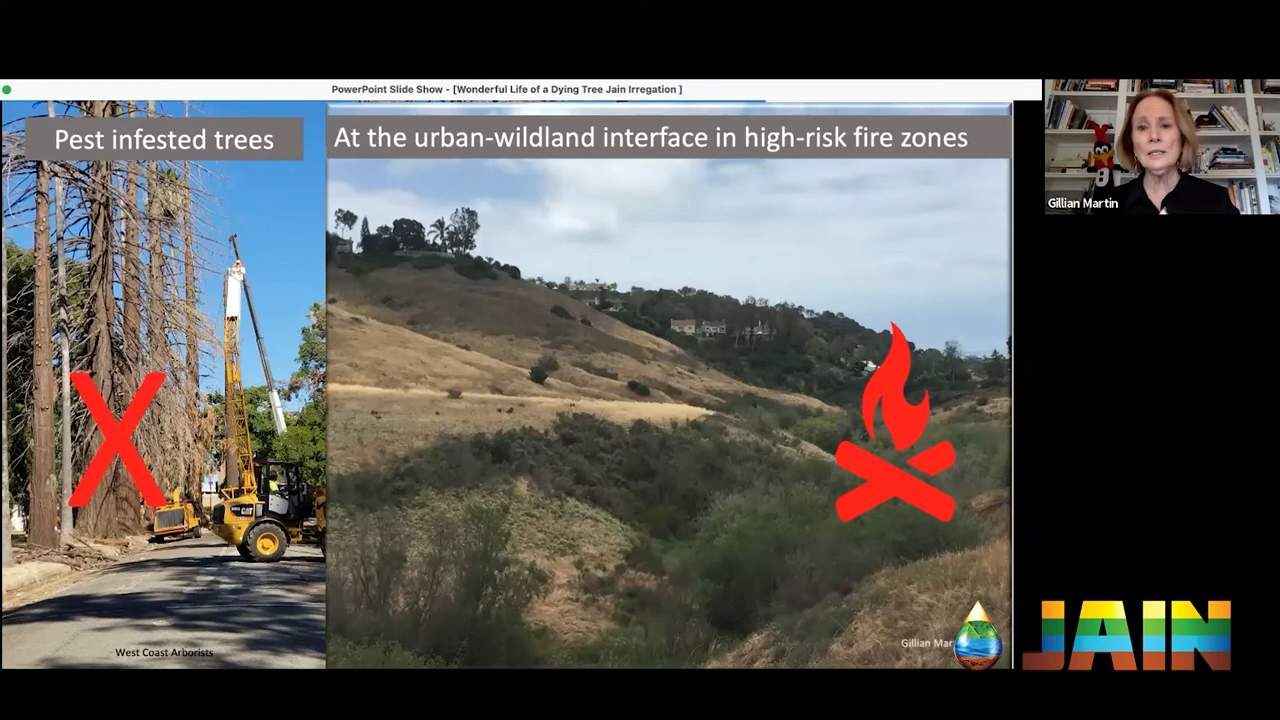 PowerPoint Slide Show - [Wonderful Life of a Dying Tree Jain Irregation ]
Pest infested trees
At the urban-wildland interface in high-risk fire zones
Gillian Martin
CAT
West Coast Arborists
Gillian Mar
JAIN